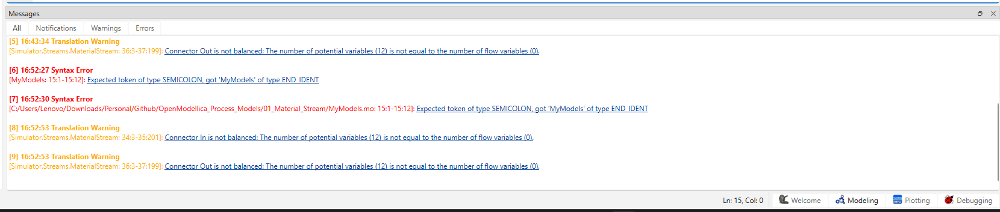 Messages
All Notifications Warnings Errors
[5] 16:43:34 Translation Warning
[Simulator.Streams.MaterialStream: 36:3-37:199]: Connector Out is not balanced: The number of potential variables (12) is not equal to the number of flow variables (0).
[6] 16:52:27 Syntax Error
[MyModels: 15:1-15:12]: Expected token of type SEMICOLON, got 'MyModels' of type END_IDENT
[7] 16:52:30 Syntax Error
[C:/Users/Lenovo/Downloads/Personal/Github/OpenModellica_Process_Models/01_Material_Stream/MyModels.mo: 15:1-15:12]: Expected token of type SEMICOLON, got 'MyModels' of type END_IDENT
[8] 16:52:53 Translation Warning
[Simulator.Streams.MaterialStream: 34:3-35:201]: Connector In is not balanced: The number of potential variables (12) is not equal to the number of flow variables (0).
[9] 16:52:53 Translation Warning
[Simulator.Streams.MaterialStream: 36:3-37:199]: Connector Out is not balanced: The number of potential variables (12) is not equal to the number of flow variables (0).
Ln: 15, Col: 0 Welcome Modeling Plotting Debugging